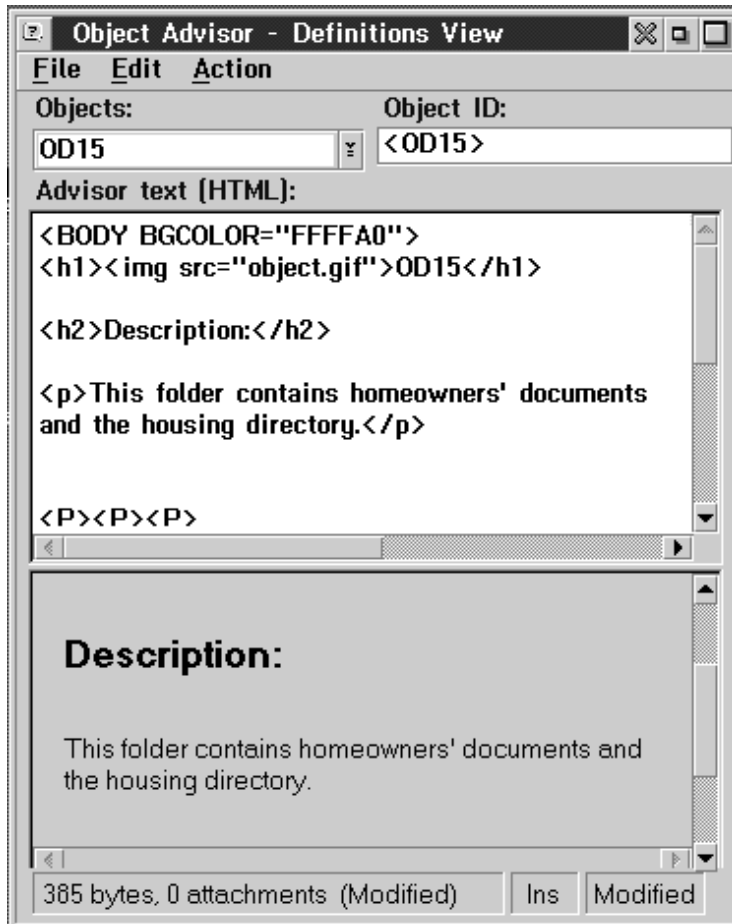 Object Advisor - Definitions View
File Edit Action
Objects: Object ID:
OD15 <OD15>
Advisor text (HTML):
<BODY BGCOLOR="FFFFA0">
<h1><img src="object.gif">OD15</h1>
<h2>Description:</h2>
<p>This folder contains homeowners' documents
and the housing directory.</p>
<P><P><P>
Description:
This folder contains homeowners' documents and
the housing directory.
385 bytes, 0 attachments (Modified) Ins Modified